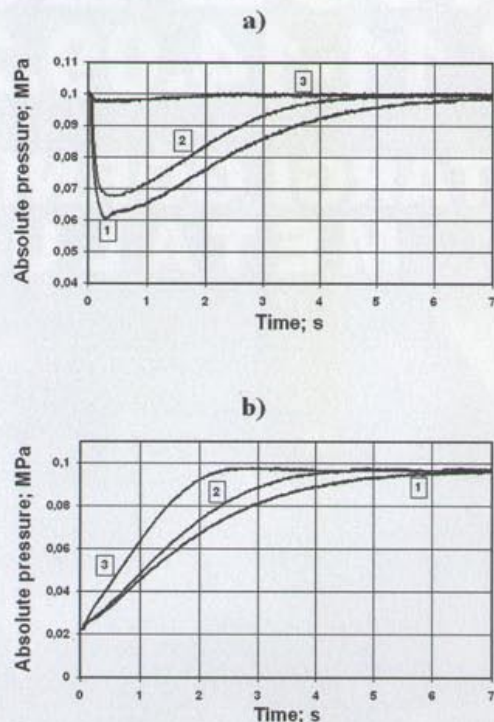 a)
Absolute pressure; MPa
0,11
0,1
0,09
0,08
0,07
0,06
0,05
0,04
3
2
1
0 1 2 3 4 5 6 7
Time; s
b)
Absolute pressure; MPa
0,1
0,08
0,06
0,04
0,02
0
2
1
3
0 1 2 3 4 5 6 7
Time; s